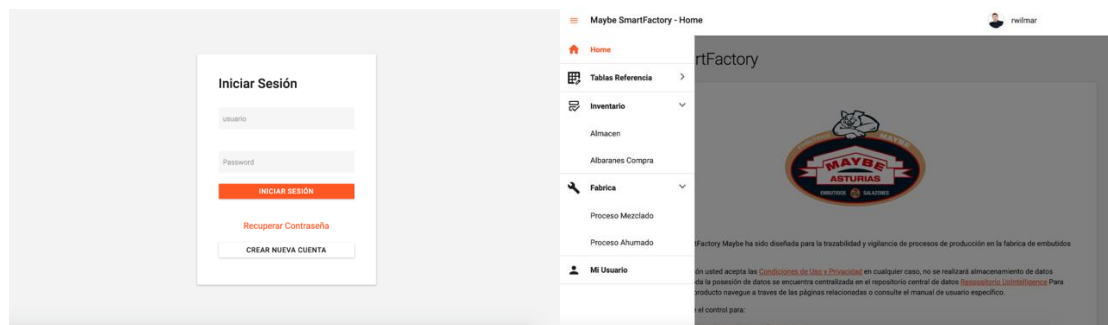 Iniciar Sesión
usuario
Password
INICIAR SESIÓN
Recuperar Contraseña
CREAR NUEVA CUENTA
Maybe SmartFactory - Home
rwilmar
Home
Tablas Referencia
Inventario
Almacen
Albaranes Compra
Fabrica
Proceso Mezclado
Proceso Ahumado
Mi Usuario
rtFactory
MAYBE
ASTURIAS
EMBUTIDOS SALAZONES
tFactory Maybe ha sido diseñada para la trazabilidad y vigilancia de procesos de producción en la fabrica de embutidos
ón usted acepta las Condiciones de Uso y Privacidad en cualquier caso, no se realizará almacenamiento de datos
da la posesión de datos se encuentra centralizada en el repositorio central de datos Para
producto navegue a traves de las páginas relacionadas o consulte el manual de usuario específico.
e el control para: